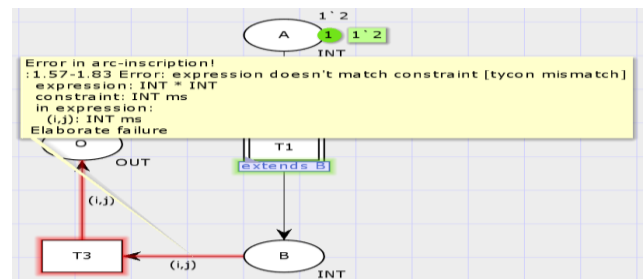 1`2
A
1
1`2
INT
Error in arc-inscription!
:1.57-1.83 Error: expression doesn't match constraint [tycon mismatch]
expression: INT * INT
constraint: INT ms
in expression:
(i,j): INT ms
Elaborate failure
O
OUT
T1
extends B
(i,j)
T3
(i,j)
B
INT